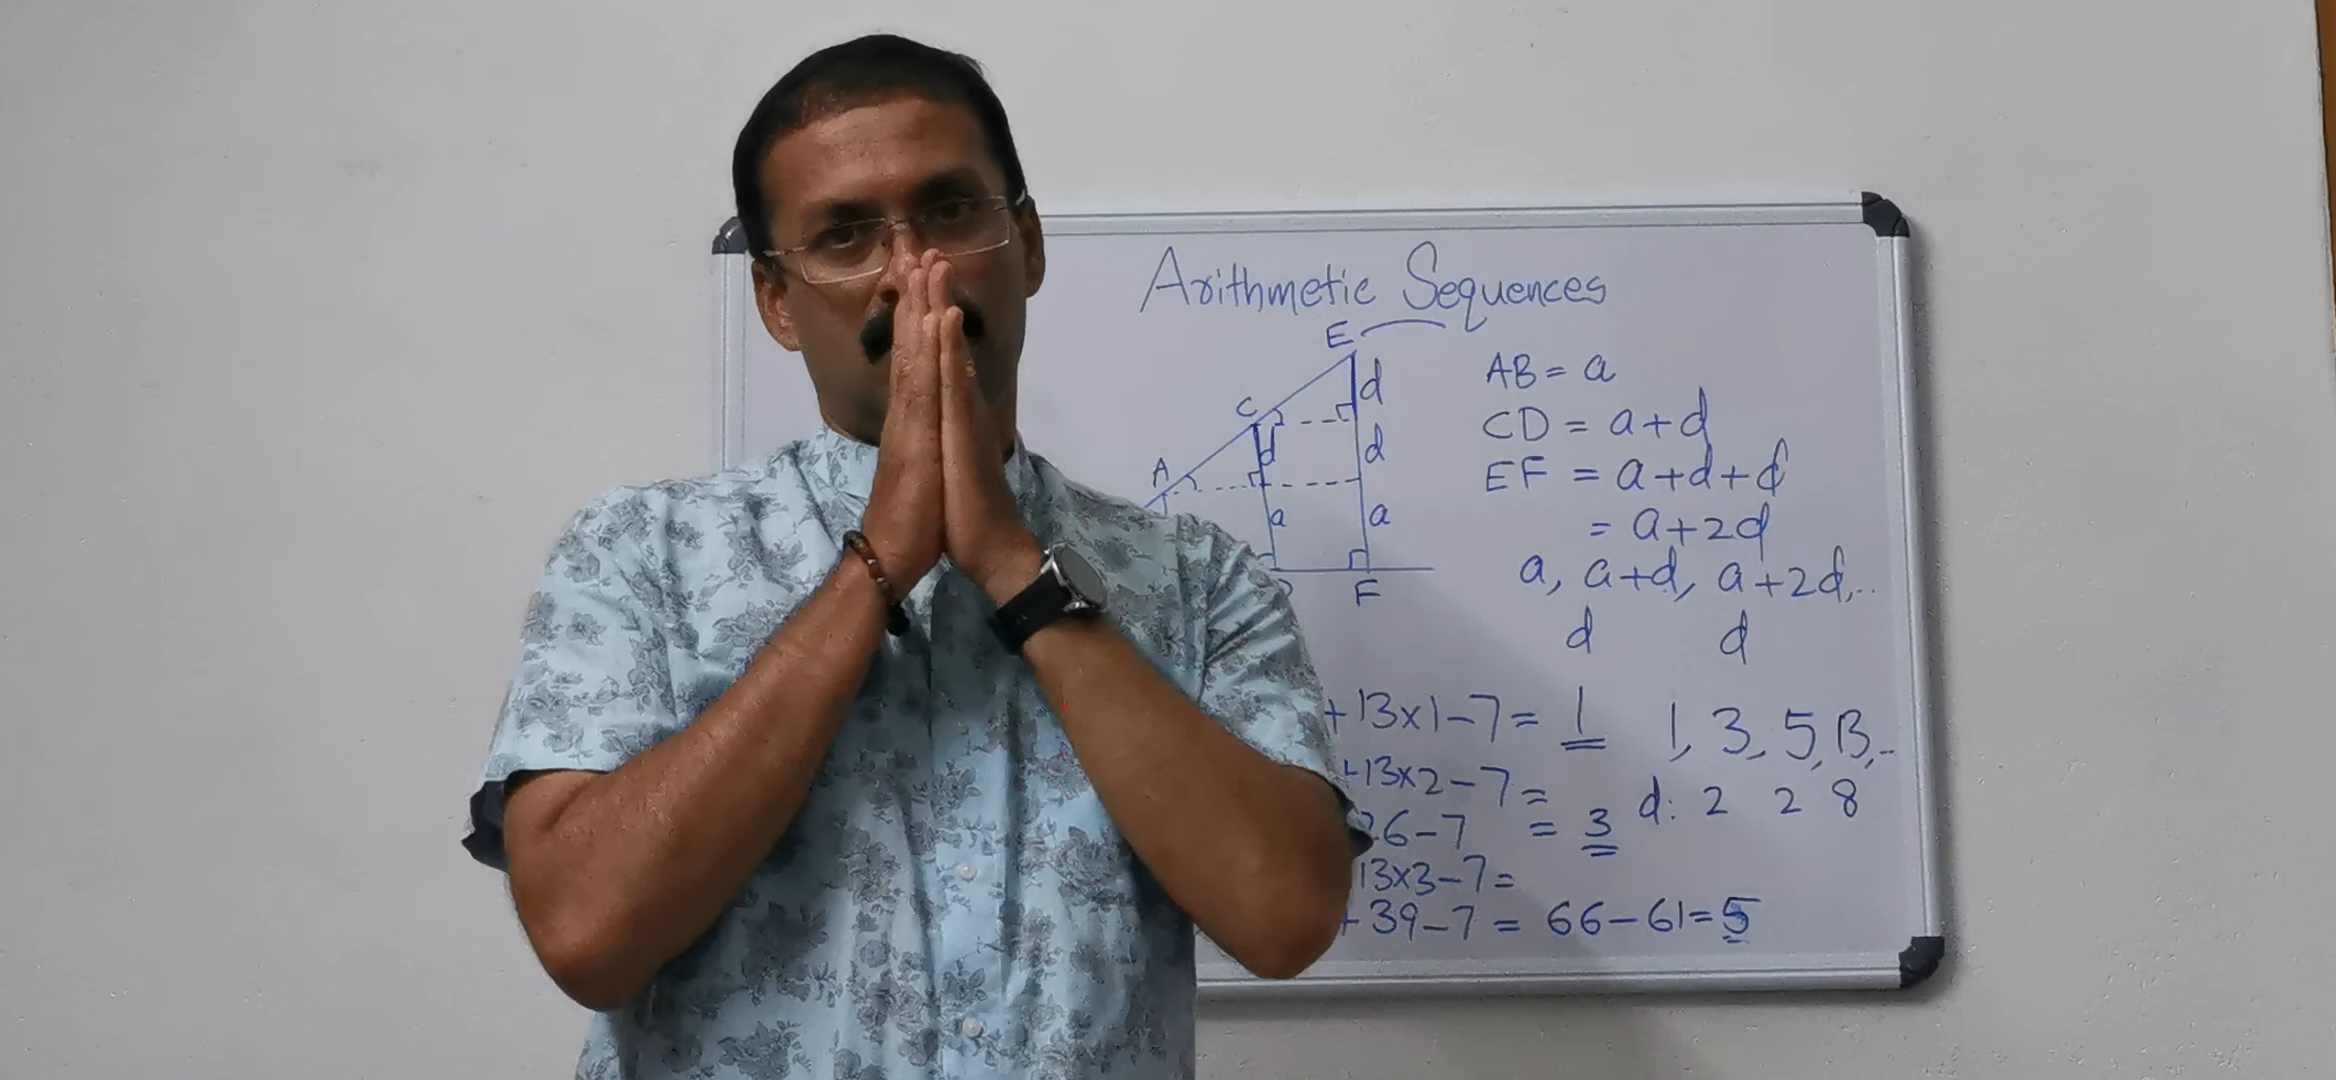 Arithmetic Sequences
E
d
C
d
d
A
a
a
F
AB = a
CD = a+d
EF = a+d+d
= a+2d
a, a+d, a+2d,..
d d
+13x1-7= 1
1, 3, 5, 13,..
+13x2-7=
d: 2 2 8
26-7 = 3
13x3-7=
+39-7 = 66-61=5